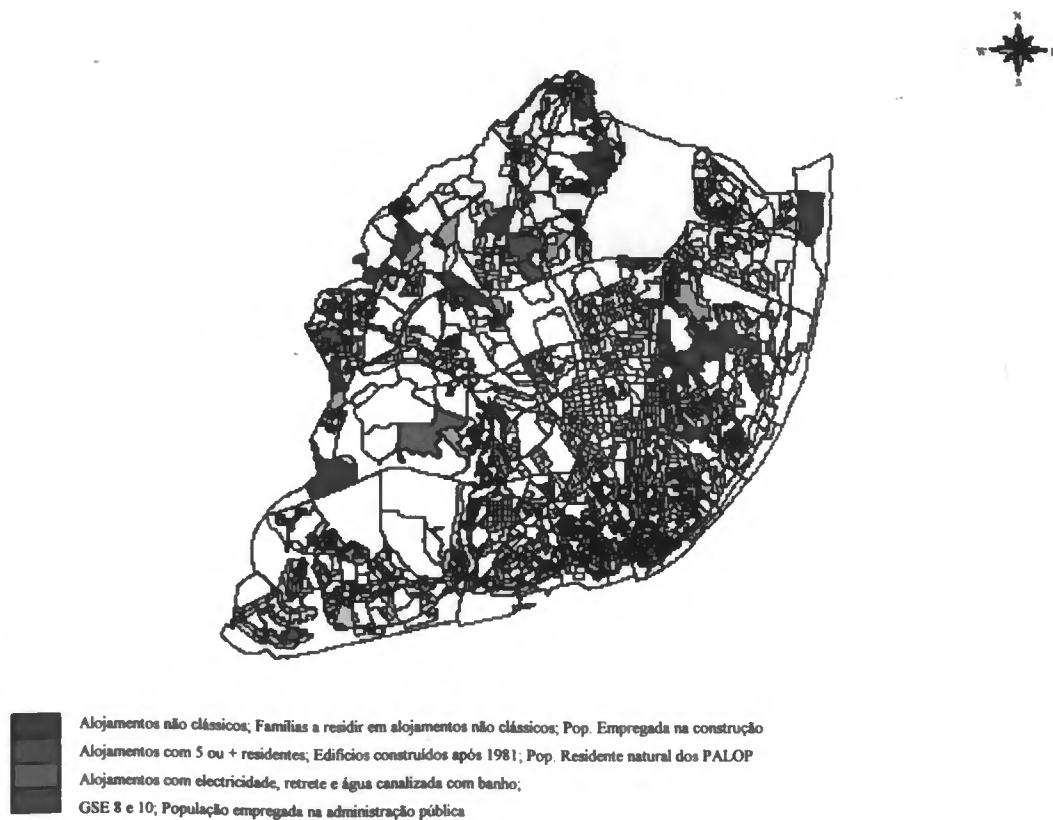 N
W
S
Alojamentos não clássicos; Famílias a residir em alojamentos não clássicos; Pop. Empregada na construção
Alojamentos com 5 ou + residentes; Edifícios construídos após 1981; Pop. Residente natural dos PALOP
Alojamentos com electricidade, retrete e água canalizada com banho;
GSE 8 e 10; População empregada na administração pública